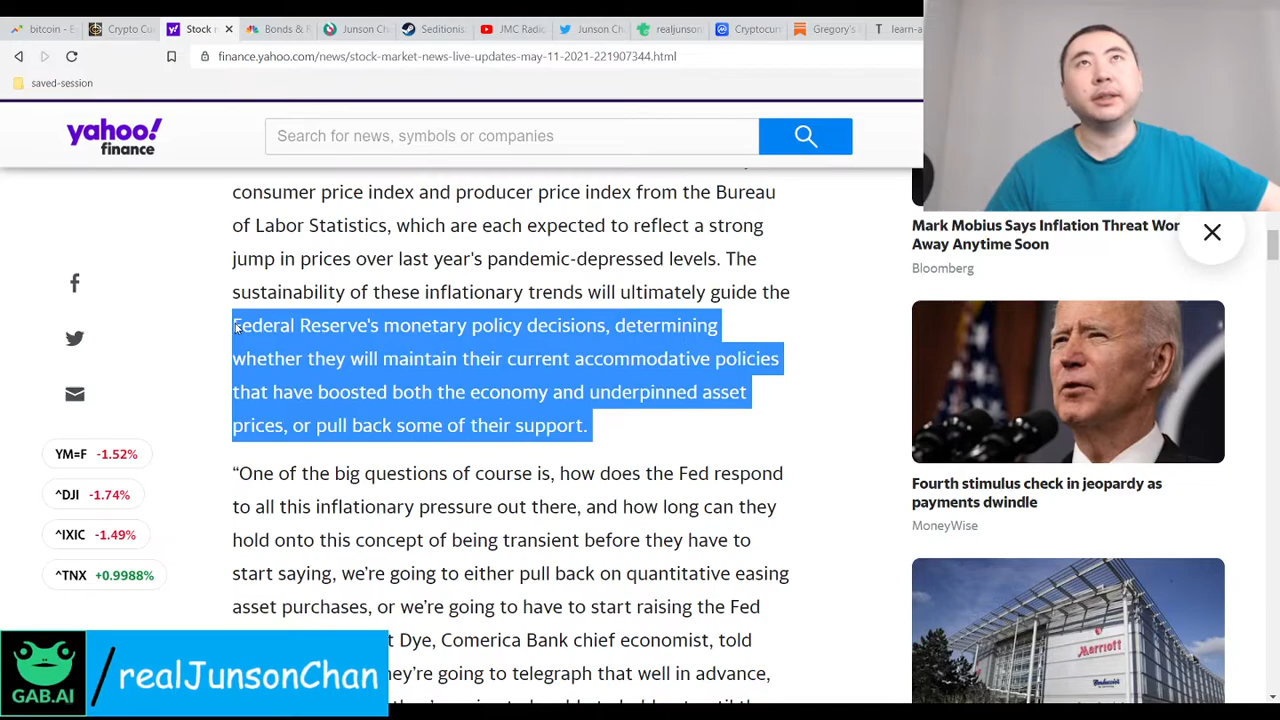 bitcoin - E
Crypto Cu
Stock
Bonds & E
Junson Ch
Seditionis
JMC Radi
Junson Ch
realjunson
Cryptocur
Gregory's
learn-a
finance.yahoo.com/news/stock-market-news-live-updates-may-11-2021-221907344.html
saved-session
yahoo!
finance
Search for news, symbols or companies
consumer price index and producer price index from the Bureau
of Labor Statistics, which are each expected to reflect a strong
jump in prices over last year's pandemic-depressed levels. The
sustainability of these inflationary trends will ultimately guide the
Federal Reserve's monetary policy decisions, determining
whether they will maintain their current accommodative policies
that have boosted both the economy and underpinned asset
prices, or pull back some of their support.
“One of the big questions of course is, how does the Fed respond
to all this inflationary pressure out there, and how long can they
hold onto this concept of being transient before they have to
start saying, we’re going to either pull back on quantitative easing
asset purchases, or we’re going to have to start raising the Fed
t Dye, Comerica Bank chief economist, told
hey’re going to telegraph that well in advance,
YM=F -1.52%
^DJI -1.74%
^IXIC -1.49%
^TNX +0.9988%
Mark Mobius Says Inflation Threat Wo
Away Anytime Soon
Bloomberg
Fourth stimulus check in jeopardy as
payments dwindle
MoneyWise
Marriott
GAB.AI
/realJunsonChan